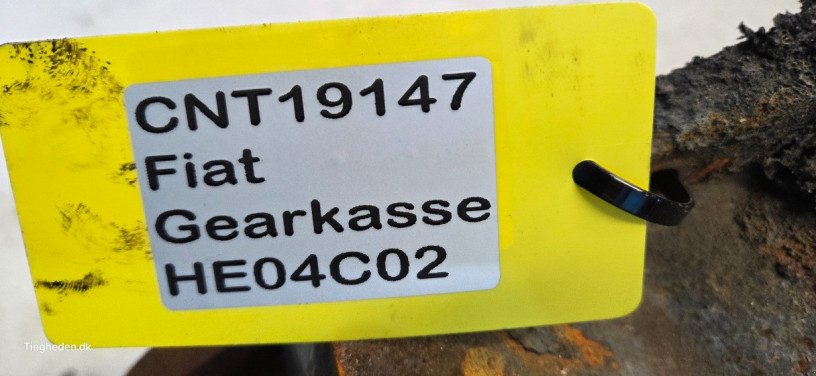 CNT19147
Fiat
Gearkasse
HE04C02
Tingheden.dk